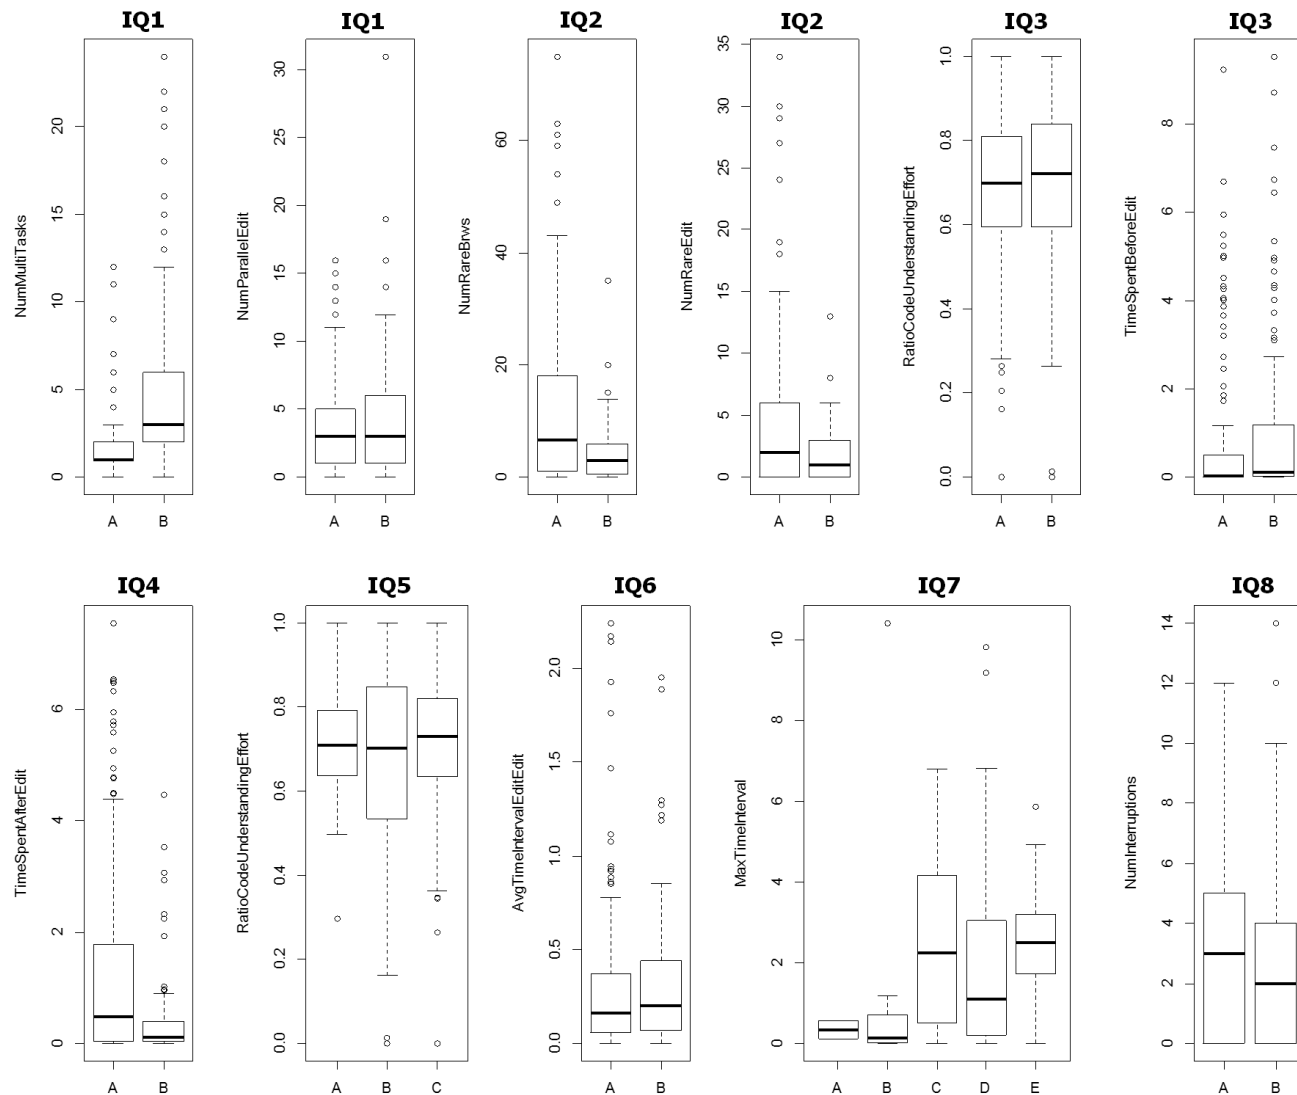 IQ1
IQ1
IQ2
IQ2
IQ3
IQ3
NumMultiTasks
0
5
10
15
20
A
B
NumParallelEdit
0
5
10
15
20
25
30
A
B
NumRareBrws
0
20
40
60
A
B
NumRareEdit
0
5
10
15
20
25
30
35
A
B
RatioCodeUnderstandingEffort
0.0
0.2
0.4
0.6
0.8
1.0
A
B
TimeSpentBeforeEdit
0
2
4
6
8
A
B
IQ4
IQ5
IQ6
IQ7
IQ8
TimeSpentAfterEdit
0
2
4
6
A
B
RatioCodeUnderstandingEffort
0.0
0.2
0.4
0.6
0.8
1.0
A
B
C
AvgTimeIntervalEditEdit
0.0
0.5
1.0
1.5
2.0
A
B
MaxTimeInterval
0
2
4
6
8
10
A
B
C
D
E
NumInterruptions
0
2
4
6
8
10
12
14
A
B